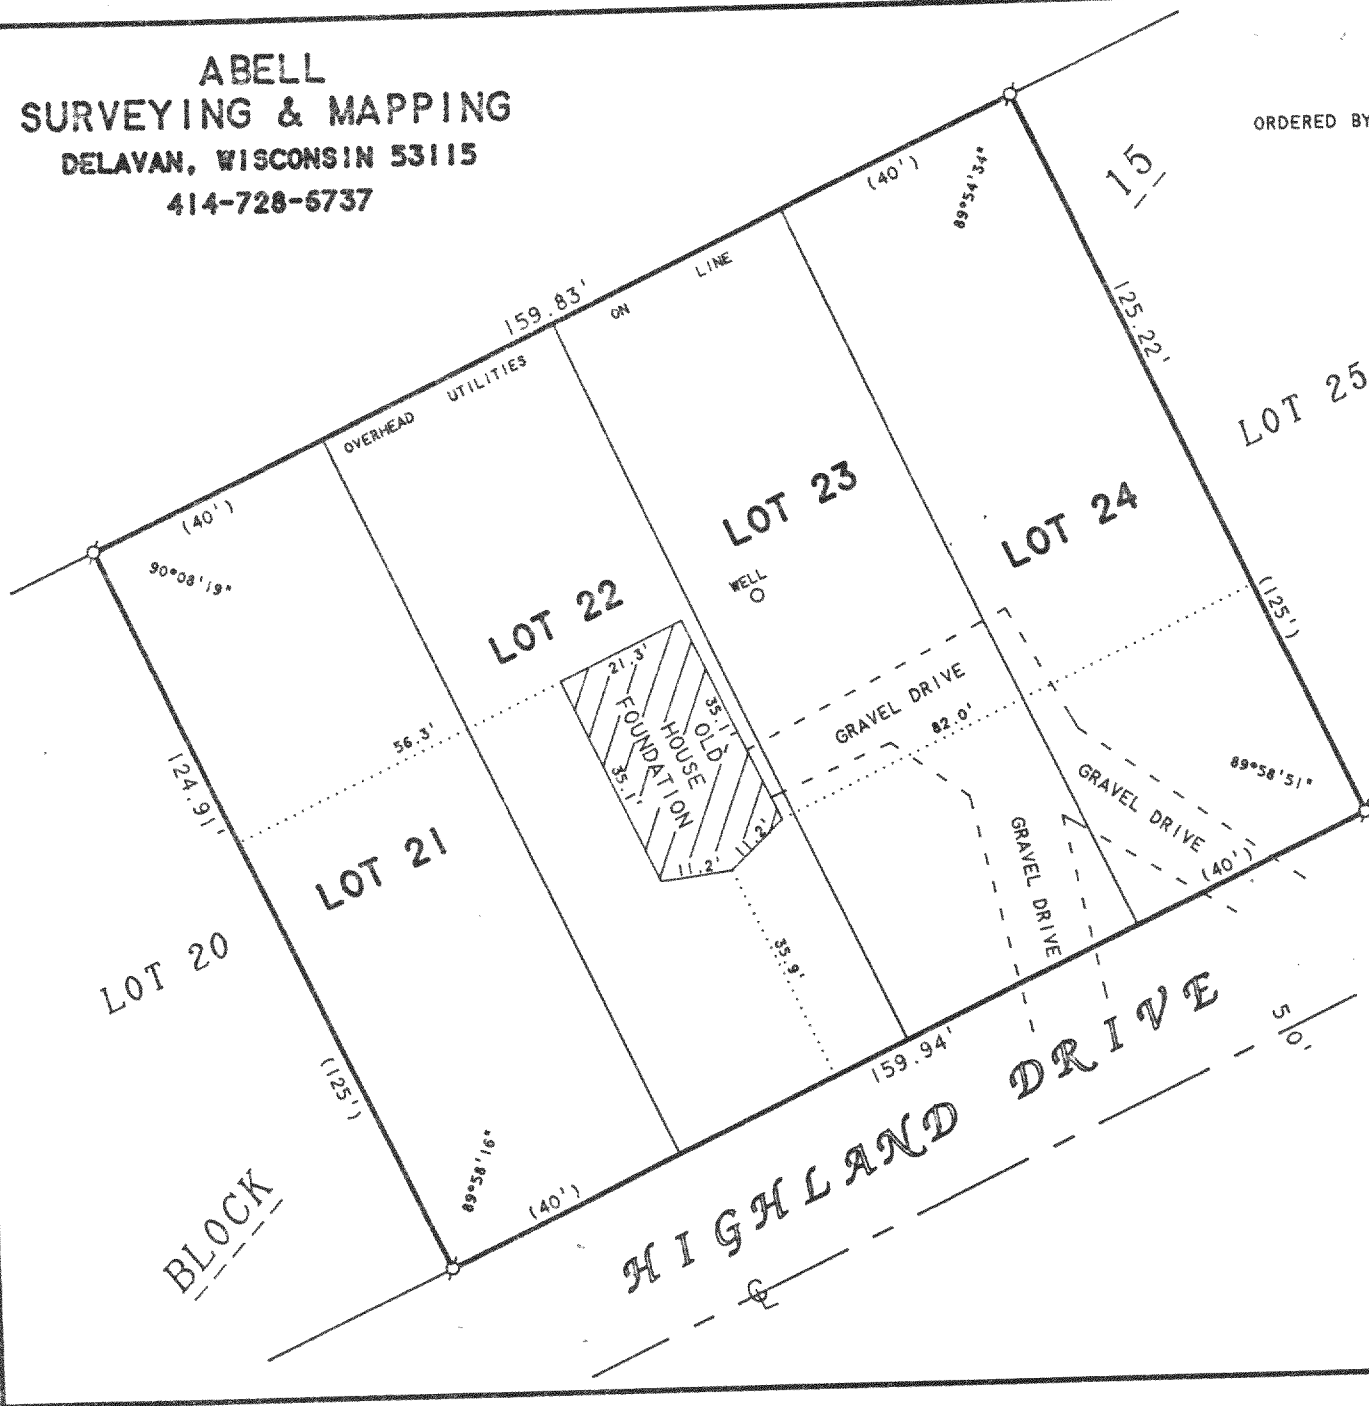 ABELL
SURVEYING & MAPPING
DELAVAN, WISCONSIN 53115
414-728-5737
ORDERED BY
15
(40')
89°54'34"
LINE
159.83'
ON
UTILITIES
OVERHEAD
125.22'
LOT 25
(40')
90°08'19"
LOT 23
LOT 24
WELL
LOT 22
(125')
21.3'
35.1'
OLD
HOUSE
FOUNDATION
35.1'
11.2'
11.2'
GRAVEL DRIVE
82.0'
56.3'
124.91'
89°58'51"
GRAVEL DRIVE
GRAVEL DRIVE
(40')
LOT 21
LOT 20
35.9'
159.94'
(125')
89°58'16"
(40')
BLOCK
HIGHLAND DRIVE
50'
CL